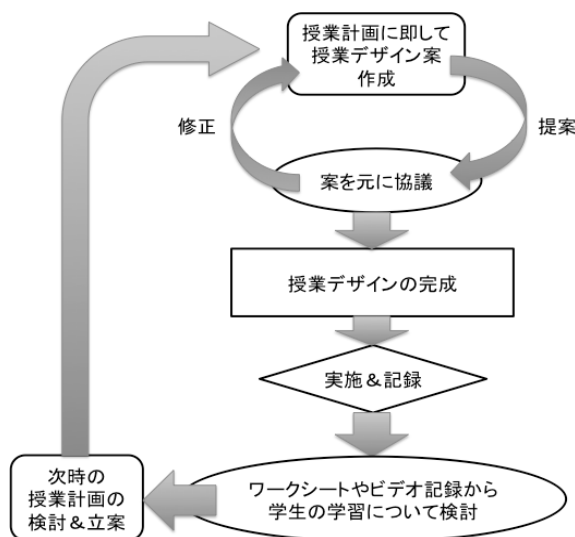 授業計画に即して
授業デザイン案
作成
修正
提案
案を元に協議
授業デザインの完成
実施＆記録
ワークシートやビデオ記録から
学生の学習について検討
次時の
授業計画の
検討＆立案